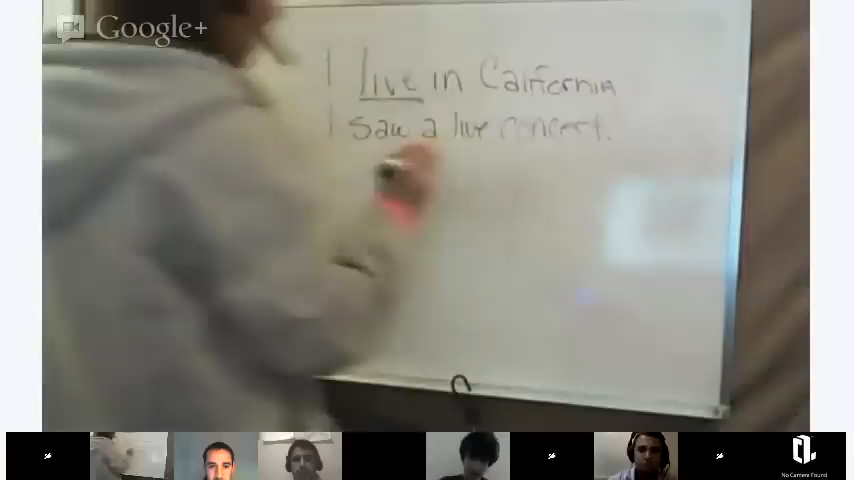 Google+
I live in California
I saw a live concert.
No Camera Found